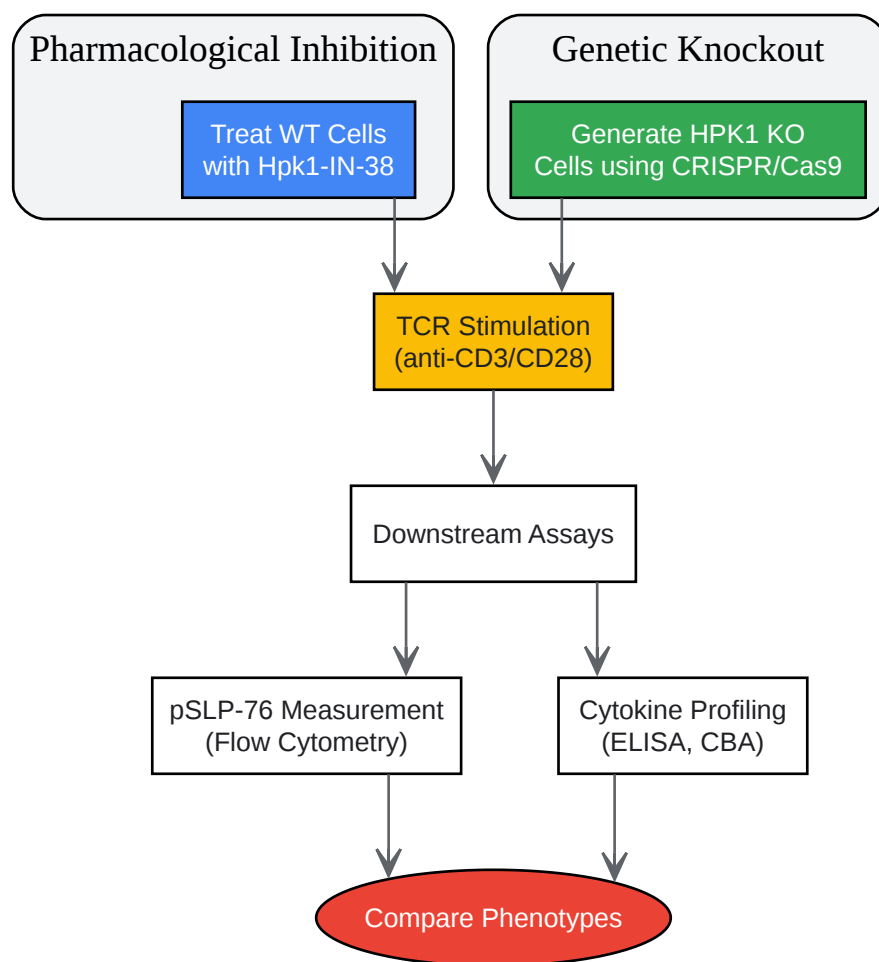 Pharmacological Inhibition
Genetic Knockout
Treat WT Cells
with Hpk1-IN-38
Generate HPK1 KO
Cells using CRISPR/Cas9
TCR Stimulation
(anti-CD3/CD28)
Downstream Assays
pSLP-76 Measurement
(Flow Cytometry)
Cytokine Profiling
(ELISA, CBA)
Compare Phenotypes